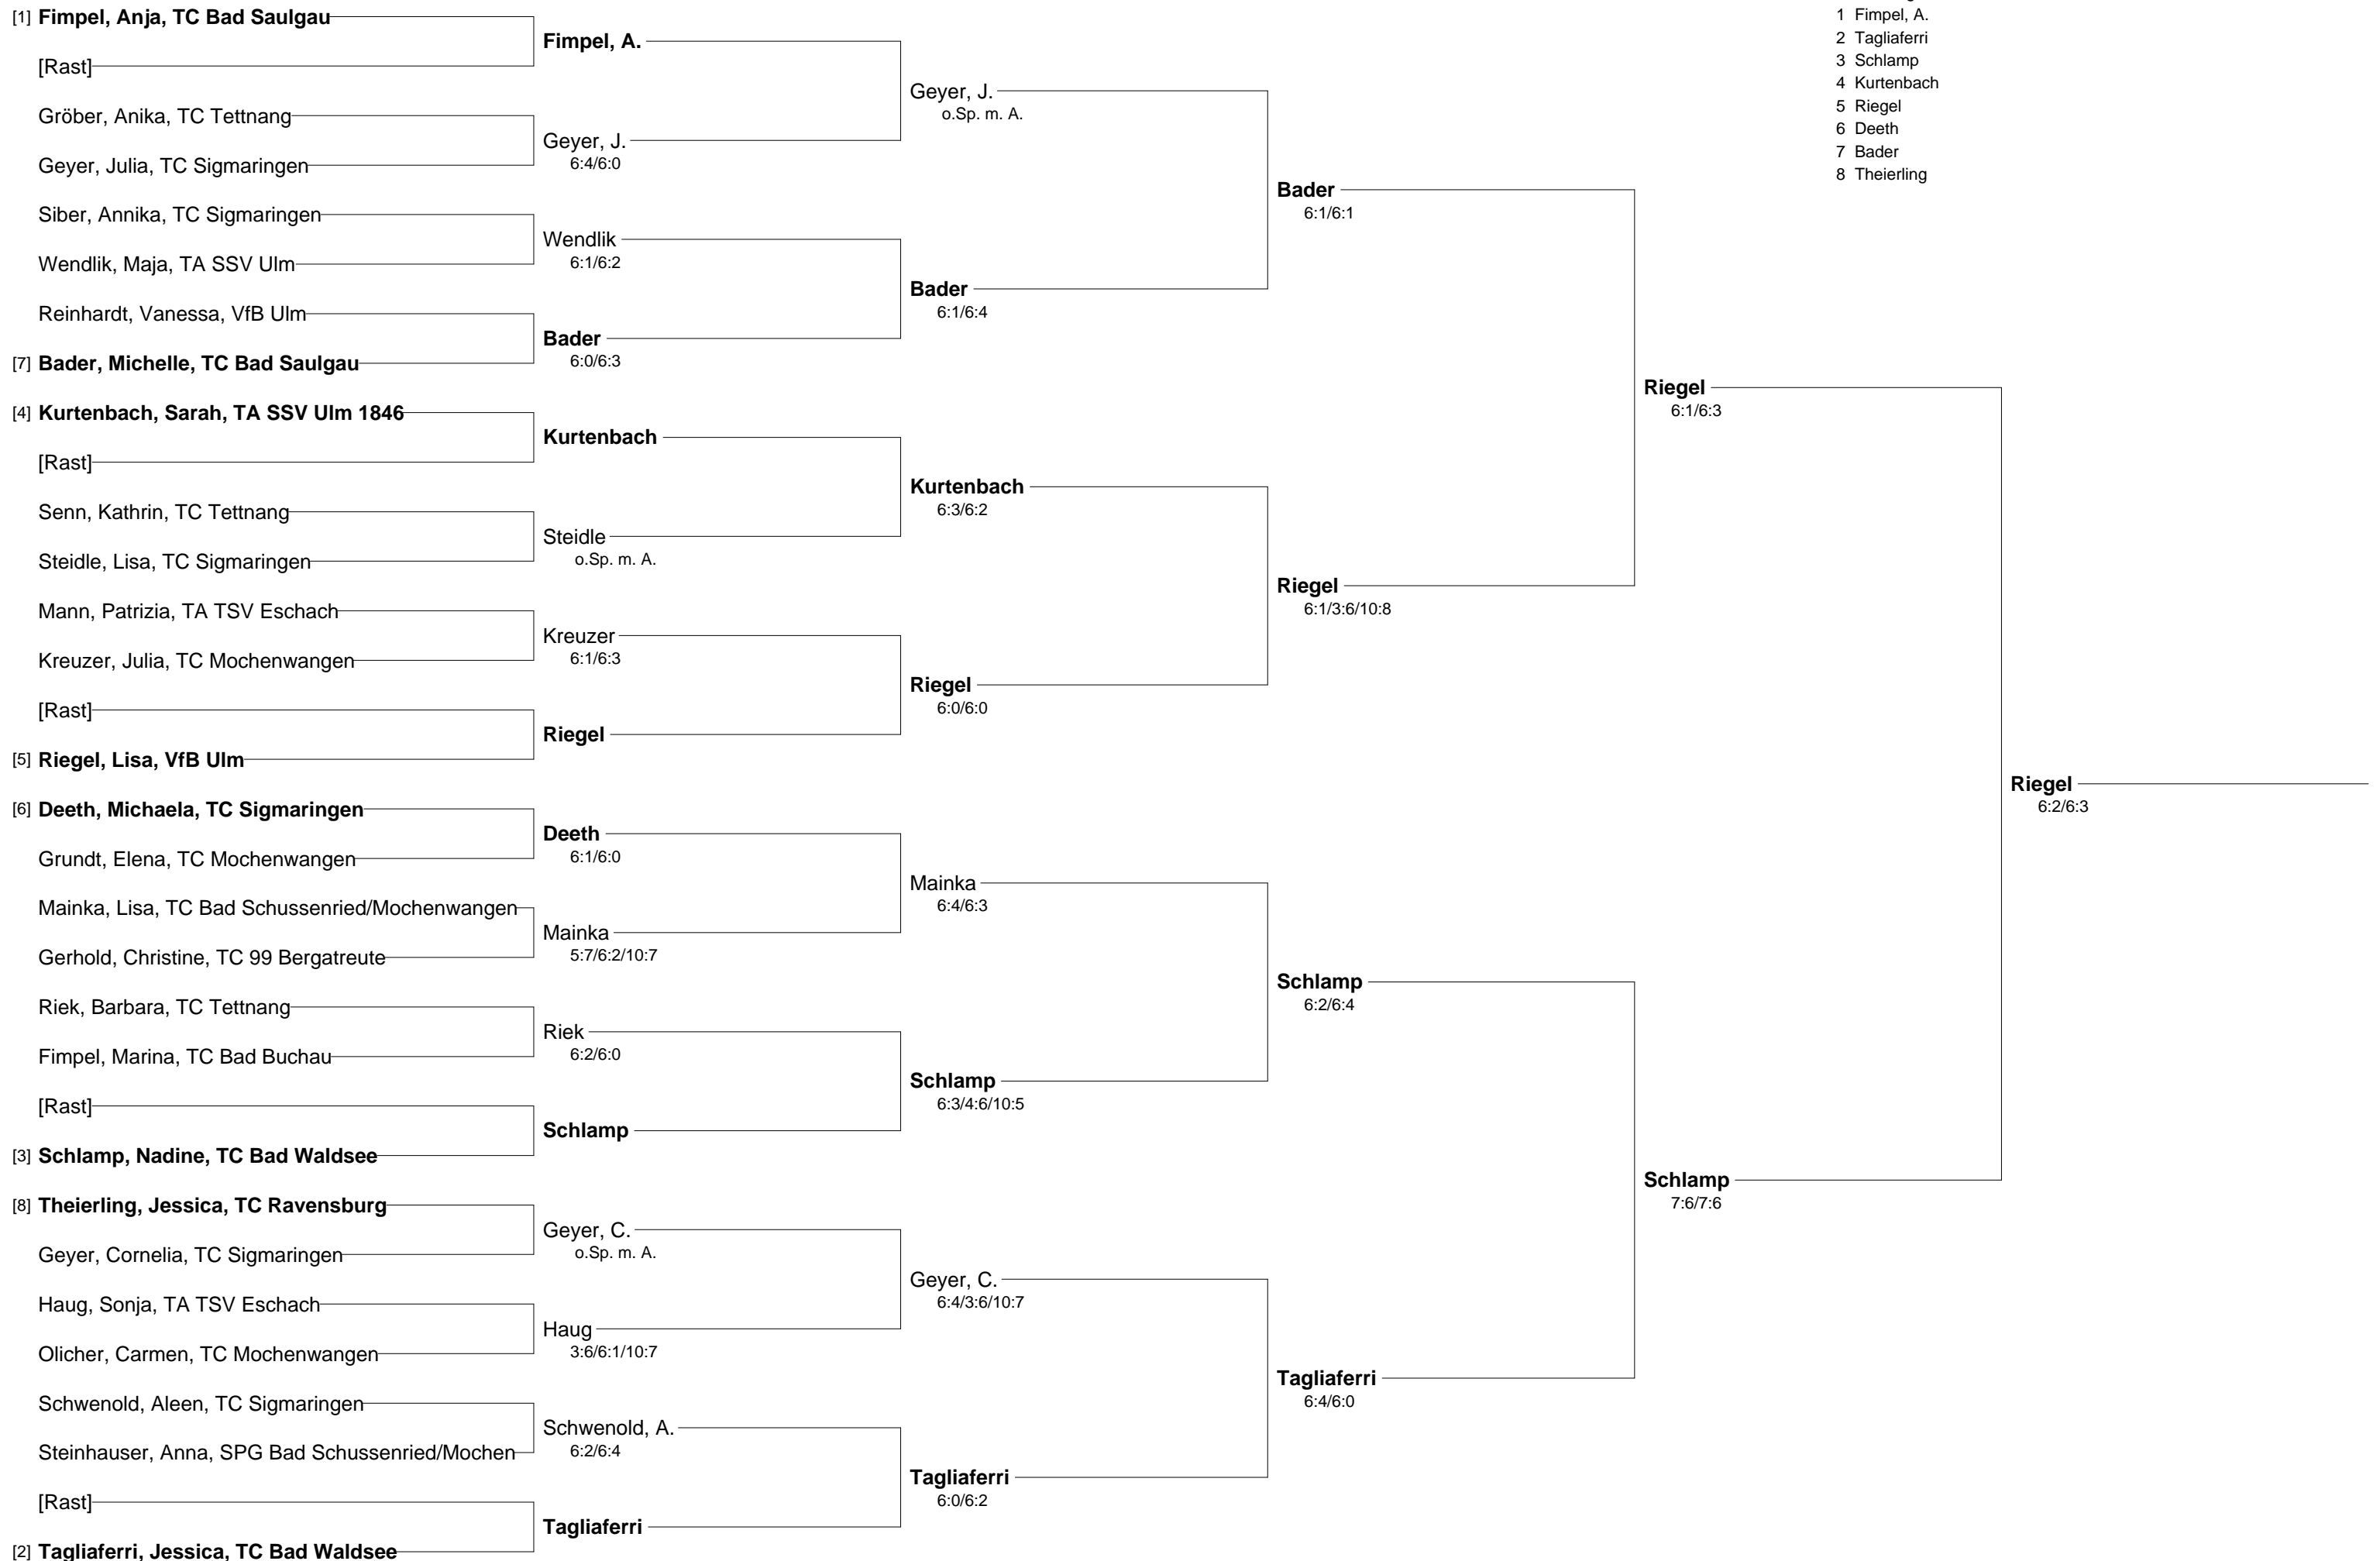 [1] Fimpel, Anja, TC Bad Saulgau
[Rast]
Gröber, Anika, TC Tettnang
Geyer, Julia, TC Sigmaringen
Siber, Annika, TC Sigmaringen
Wendlik, Maja, TA SSV Ulm
Reinhardt, Vanessa, VfB Ulm
[7] Bader, Michelle, TC Bad Saulgau
[4] Kurtenbach, Sarah, TA SSV Ulm 1846
[Rast]
Senn, Kathrin, TC Tettnang
Steidle, Lisa, TC Sigmaringen
Mann, Patrizia, TA TSV Eschach
Kreuzer, Julia, TC Mochenwangen
[Rast]
[5] Riegel, Lisa, VfB Ulm
[6] Deeth, Michaela, TC Sigmaringen
Grundt, Elena, TC Mochenwangen
Mainka, Lisa, TC Bad Schussenried/Mochenwangen
Gerhold, Christine, TC 99 Bergatreute
Riek, Barbara, TC Tettnang
Fimpel, Marina, TC Bad Buchau
[Rast]
[3] Schlamp, Nadine, TC Bad Waldsee
[8] Theierling, Jessica, TC Ravensburg
Geyer, Cornelia, TC Sigmaringen
Haug, Sonja, TA TSV Eschach
Olicher, Carmen, TC Mochenwangen
Schwenold, Aleen, TC Sigmaringen
Steinhauser, Anna, SPG Bad Schussenried/Mochen
[Rast]
[2] Tagliaferri, Jessica, TC Bad Waldsee
Fimpel, A.
Geyer, J.
6:4/6:0
Wendlik
6:1/6:2
Bader
6:0/6:3
Kurtenbach
Steidle
o.Sp. m. A.
Kreuzer
6:1/6:3
Riegel
Deeth
6:1/6:0
Mainka
5:7/6:2/10:7
Riek
6:2/6:0
Schlamp
Geyer, C.
o.Sp. m. A.
Haug
3:6/6:1/10:7
Schwenold, A.
6:2/6:4
Tagliaferri
Geyer, J.
o.Sp. m. A.
Bader
6:1/6:4
Kurtenbach
6:3/6:2
Riegel
6:0/6:0
Mainka
6:4/6:3
Schlamp
6:3/4:6/10:5
Geyer, C.
6:4/3:6/10:7
Tagliaferri
6:0/6:2
Bader
6:1/6:1
Riegel
6:1/3:6/10:8
Schlamp
6:2/6:4
Tagliaferri
6:4/6:0
Riegel
6:1/6:3
Schlamp
7:6/7:6
Riegel
6:2/6:3
1 Fimpel, A.
2 Tagliaferri
3 Schlamp
4 Kurtenbach
5 Riegel
6 Deeth
7 Bader
8 Theierling